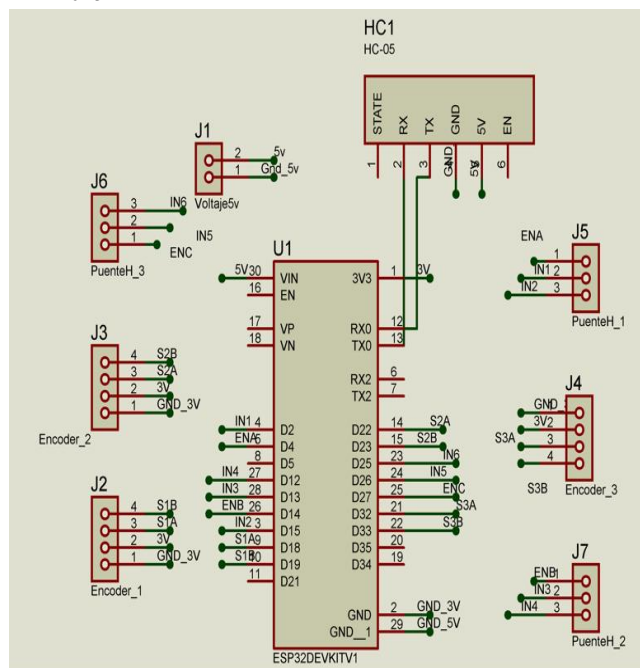 HC1
HC-05
STATE
RX
TX
GND
5V
EN
1
2
3
GND
5V
6
J1
2 5v
1 Gnd_5v
Voltaje5v
J6
3 IN6
2 IN5
1 ENC
PuenteH_3
J5
ENA 1
IN1 2
IN2 3
PuenteH_1
U1
5V 30 VIN
16 EN
17 VP
18 VN
IN1 4 D2
ENA D4
8 D5
IN4 27 D12
IN3 28 D13
ENB 26 D14
IN2 3 D15
S1A 9 D18
S1B D19
11 D21
3V3 1 3V
RX0 12
TX0 13
RX2 6
TX2 7
D22 14 S2A
D23 15 S2B
D25 23 IN6
D26 24 IN5
D27 25 ENC
D32 21 S3A
D33 22 S3B
D35 20
D34 19
GND 2 GND_3V
GND__1 29 GND_5V
ESP32DEVKITV1
J3
4 S2B
3 S2A
2 3V
1 GND_3V
Encoder_2
J2
4 S1B
3 S1A
2 3V
1 GND_3V
Encoder_1
J4
3V 2
S3A 3
S3B 4
Encoder_3
J7
ENB 1
IN3 2
IN4 3
PuenteH_2